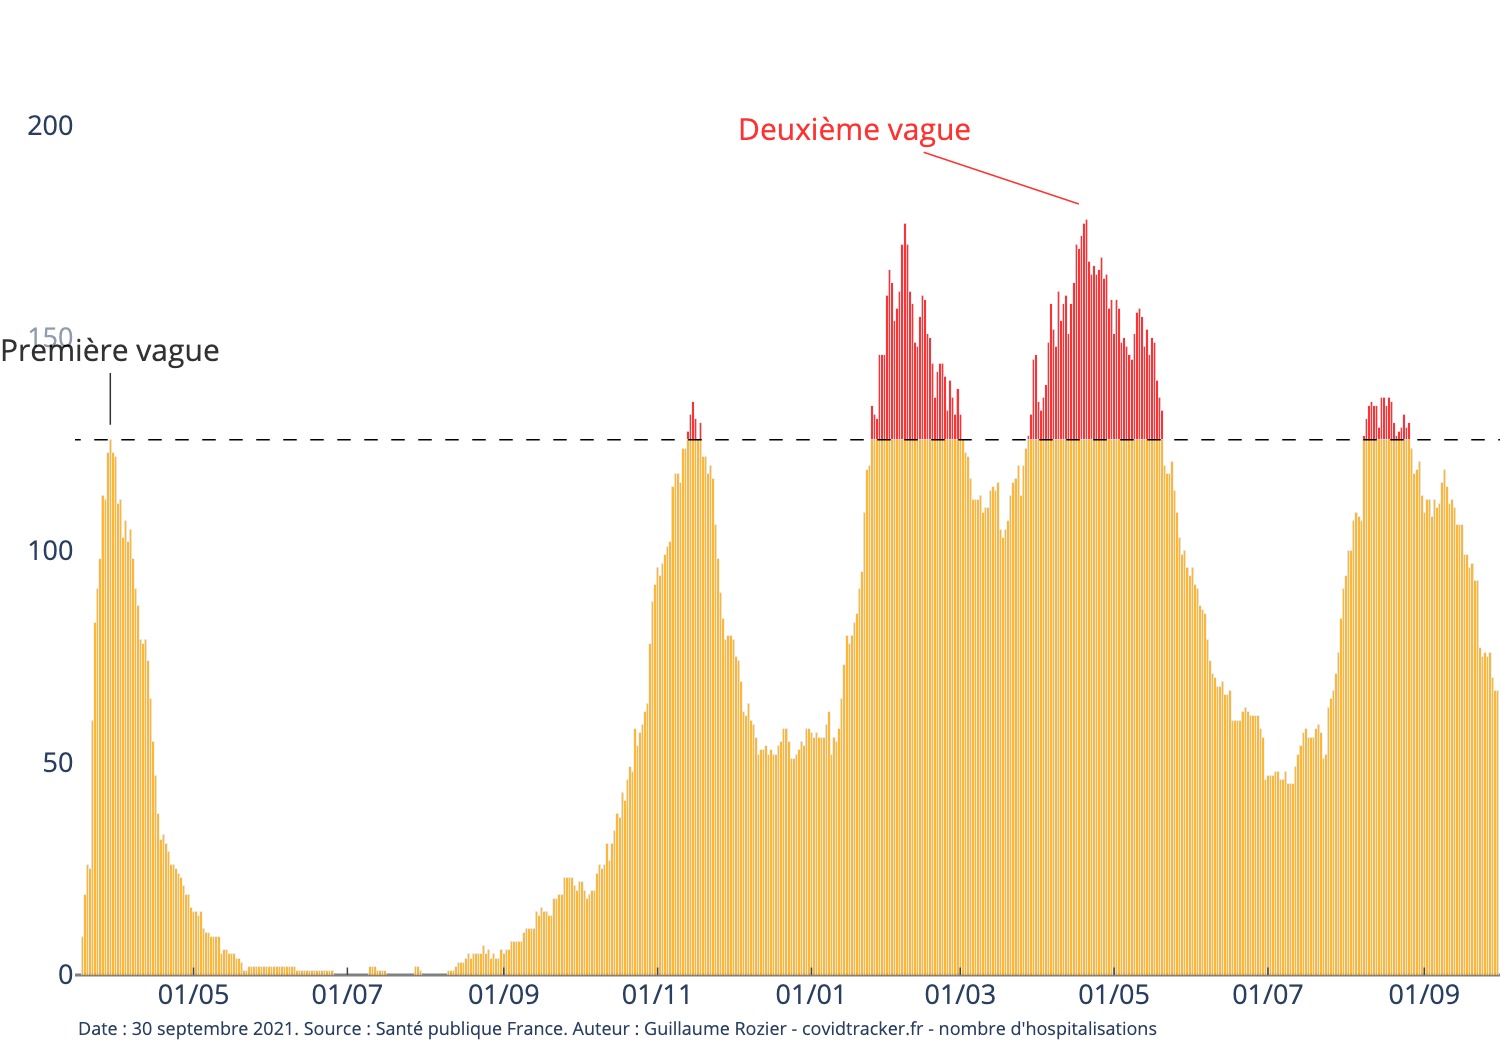 200
Deuxième vague
150
Première vague
100
50
0
01/05 01/07 01/09 01/11 01/01 01/03 01/05 01/07 01/09
Date : 30 septembre 2021. Source : Santé publique France. Auteur : Guillaume Rozier - covidtracker.fr - nombre d'hospitalisations